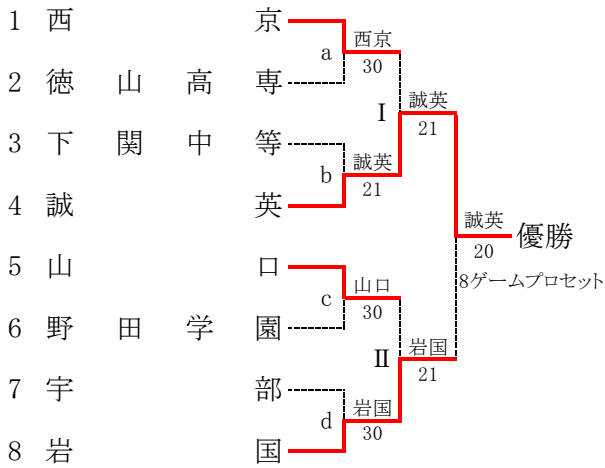 1 西京
a
西京
30
2 徳山高専
I
誠英
21
3 下関中等
b
誠英
21
4 誠英
誠英
20
優勝
8ゲームプロセット
5 山口
c
山口
30
6 野田学園
II
岩国
21
7 宇部
d
岩国
30
8 岩国